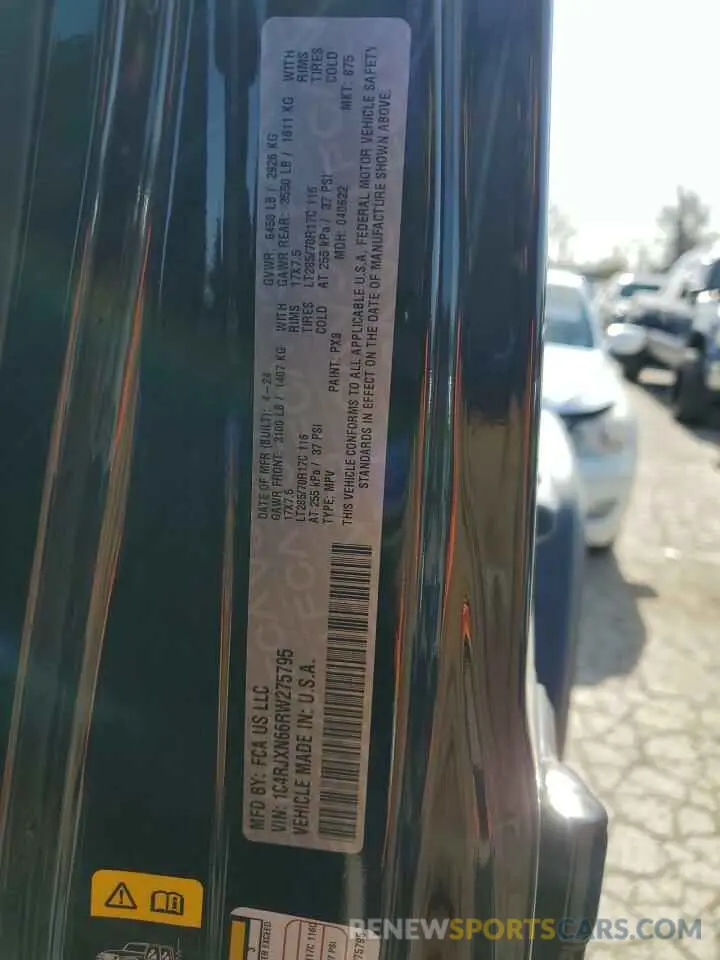 MFD BY: FCA US LLC
DATE OF MFR (BUILT): 4-24
GVWR: 6450 LB / 2926 KG
GAWR FRONT: 3100 LB / 1407 KG WITH
17X7.5 RIMS
LT285/70R17C 116 TIRES
AT 255 kPa / 37 PSI COLD
GAWR REAR: 3550 LB / 1611 KG WITH
17X7.5 RIMS
LT285/70R17C 116 TIRES
AT 255 kPa / 37 PSI COLD
VIN: 1C4RJXN66RW275795
TYPE: MPV
PAINT: PX8
MDH: 040622
MKT: 875
VEHICLE MADE IN: U.S.A.
THIS VEHICLE CONFORMS TO ALL APPLICABLE U.S.A. FEDERAL MOTOR VEHICLE SAFETY
STANDARDS IN EFFECT ON THE DATE OF MANUFACTURE SHOWN ABOVE.
RENEWSPORTSCARS.COM